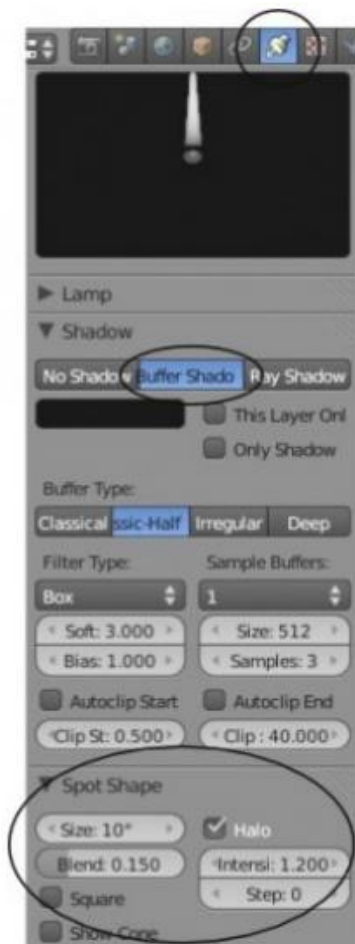 Lamp
Shadow
No Shadow Buffer Shado Ray Shadow
This Layer Onl
Only Shadow
Buffer Type:
Classical ssic-Half Irregular Deep
Filter Type: Sample Buffers:
Box 1
Soft: 3.000 Size: 512
Bias: 1.000 Samples: 3
Autoclip Start Autoclip End
Clip St: 0.500 Clip : 40.000
Spot Shape
Size: 10° Halo
Blend: 0.150 Intensi: 1.200
Square Step: 0
Show Cone